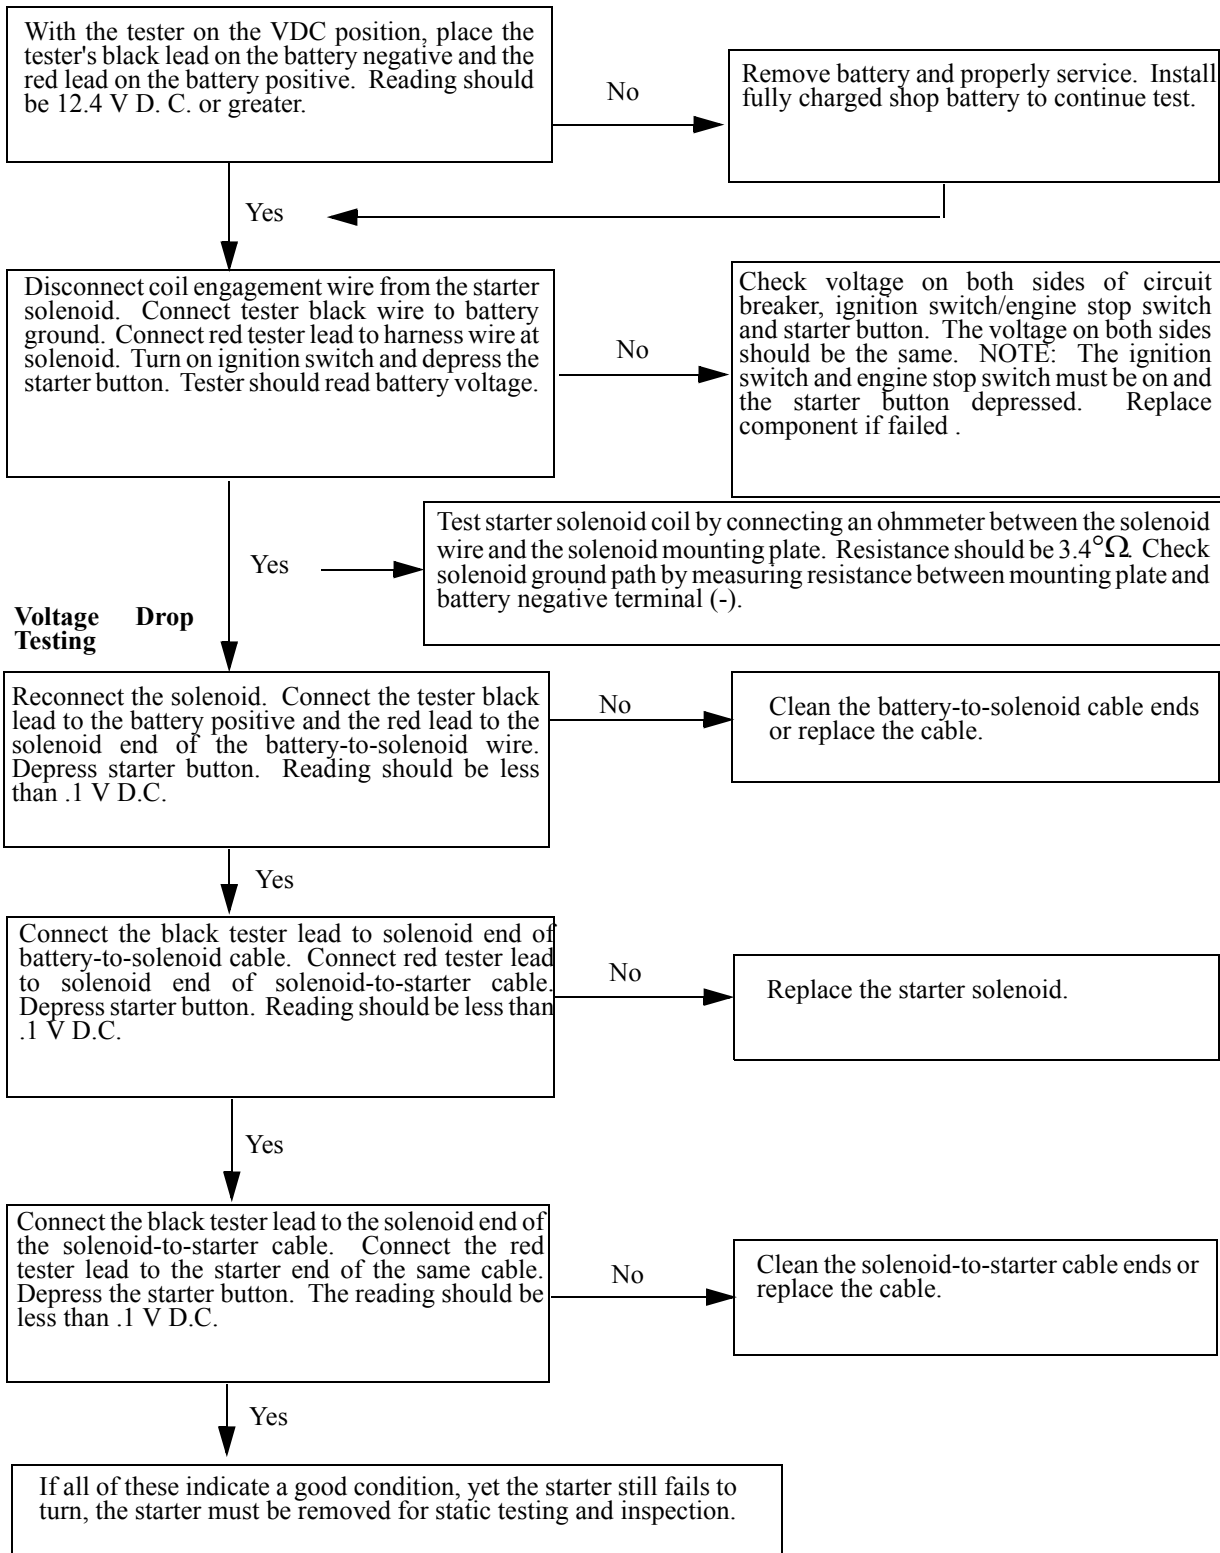 With the tester on the VDC position, place the
tester's black lead on the battery negative and the
red lead on the battery positive. Reading should
be 12.4 V D. C. or greater.
No
Remove battery and properly service. Install
fully charged shop battery to continue test.
Yes
Disconnect coil engagement wire from the starter
solenoid. Connect tester black wire to battery
ground. Connect red tester lead to harness wire at
solenoid. Turn on ignition switch and depress the
starter button. Tester should read battery voltage.
No
Check voltage on both sides of circuit
breaker, ignition switch/engine stop switch
and starter button. The voltage on both sides
should be the same. NOTE: The ignition
switch and engine stop switch must be on and
the starter button depressed. Replace
component if failed .
Yes
Test starter solenoid coil by connecting an ohmmeter between the solenoid
wire and the solenoid mounting plate. Resistance should be 3.4°Ω. Check
solenoid ground path by measuring resistance between mounting plate and
battery negative terminal (-).
Voltage Drop
Testing
Reconnect the solenoid. Connect the tester black
lead to the battery positive and the red lead to the
solenoid end of the battery-to-solenoid wire.
Depress starter button. Reading should be less
than .1 V D.C.
No
Clean the battery-to-solenoid cable ends
or replace the cable.
Yes
Connect the black tester lead to solenoid end of
battery-to-solenoid cable. Connect red tester lead
to solenoid end of solenoid-to-starter cable.
Depress starter button. Reading should be less than
.1 V D.C.
No
Replace the starter solenoid.
Yes
Connect the black tester lead to the solenoid end of
the solenoid-to-starter cable. Connect the red
tester lead to the starter end of the same cable.
Depress the starter button. The reading should be
less than .1 V D.C.
No
Clean the solenoid-to-starter cable ends or
replace the cable.
Yes
If all of these indicate a good condition, yet the starter still fails to
turn, the starter must be removed for static testing and inspection.